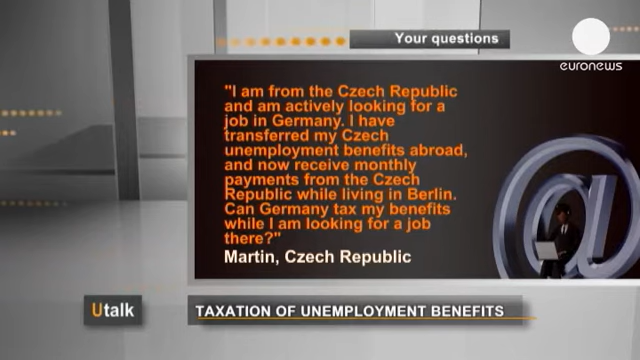 Your questions
euronews
"I am from the Czech Republic
and am actively looking for a
job in Germany. I have
transferred my Czech
unemployment benefits abroad,
and now receive monthly
payments from the Czech
Republic while living in Berlin.
Can Germany tax my benefits
while I am looking for a job
there?"
Martin, Czech Republic
Utalk
TAXATION OF UNEMPLOYMENT BENEFITS